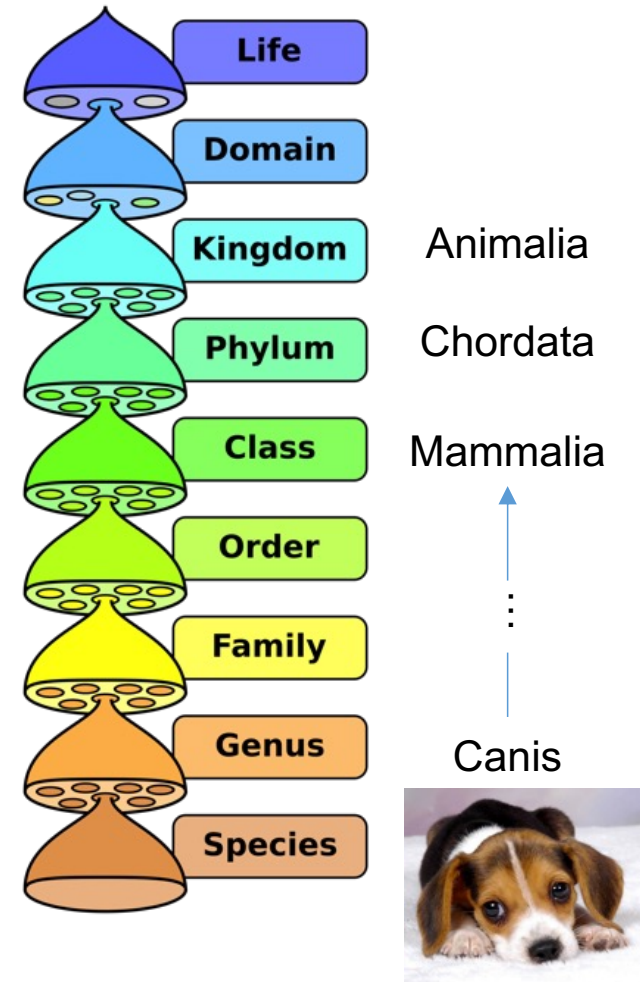 Life
Domain
Kingdom Animalia
Phylum Chordata
Class Mammalia
Order
⋮
Family
Genus Canis
Species